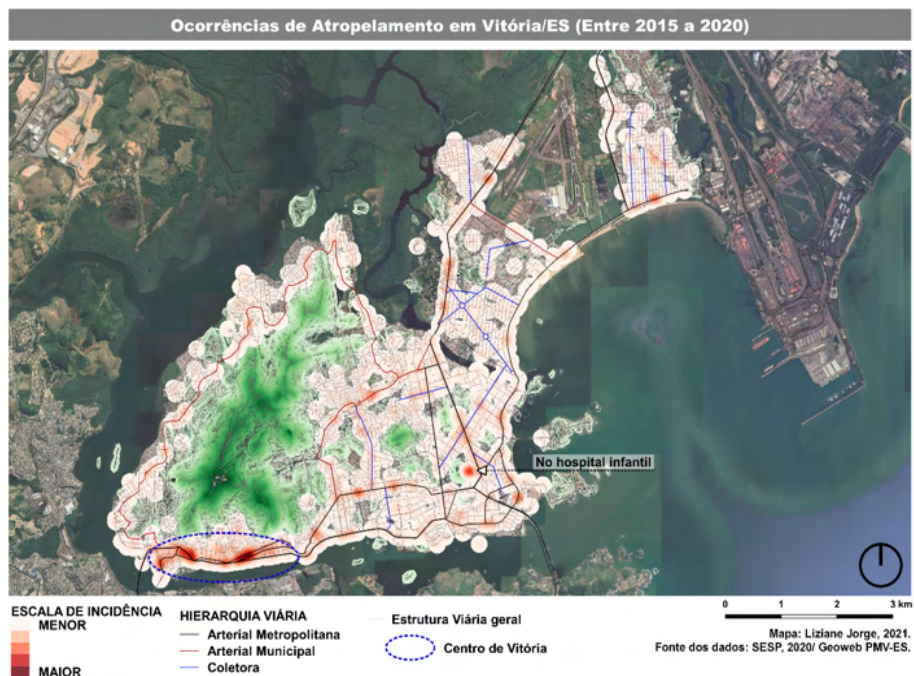 Ocorrências de Atropelamento em Vitória/ES (Entre 2015 a 2020)
No hospital infantil
ESCALA DE INCIDÊNCIA
MENOR
MAIOR
HIERARQUIA VIÁRIA
Arterial Metropolitana
Arterial Municipal
Coletora
Estrutura Viária geral
Centro de Vitória
0 1 2 3 km
Mapa: Liziane Jorge, 2021.
Fonte dos dados: SESP, 2020/ Geoweb PMV-ES.